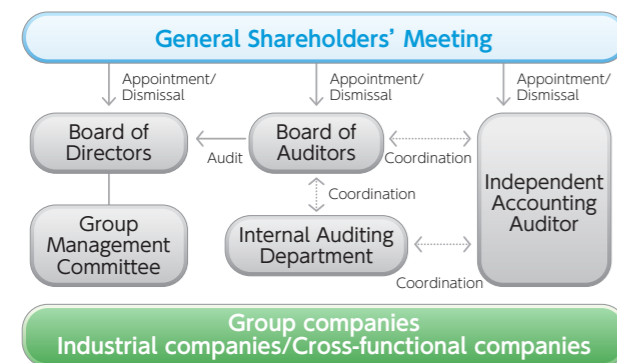 General Shareholders’ Meeting
Appointment/
Dismissal
Appointment/
Dismissal
Appointment/
Dismissal
Board of
Directors
Audit
Board of
Auditors
Coordination
Independent
Accounting
Auditor
Coordination
Group
Management
Committee
Internal Auditing
Department
Coordination
Group companies
Industrial companies/Cross-functional companies